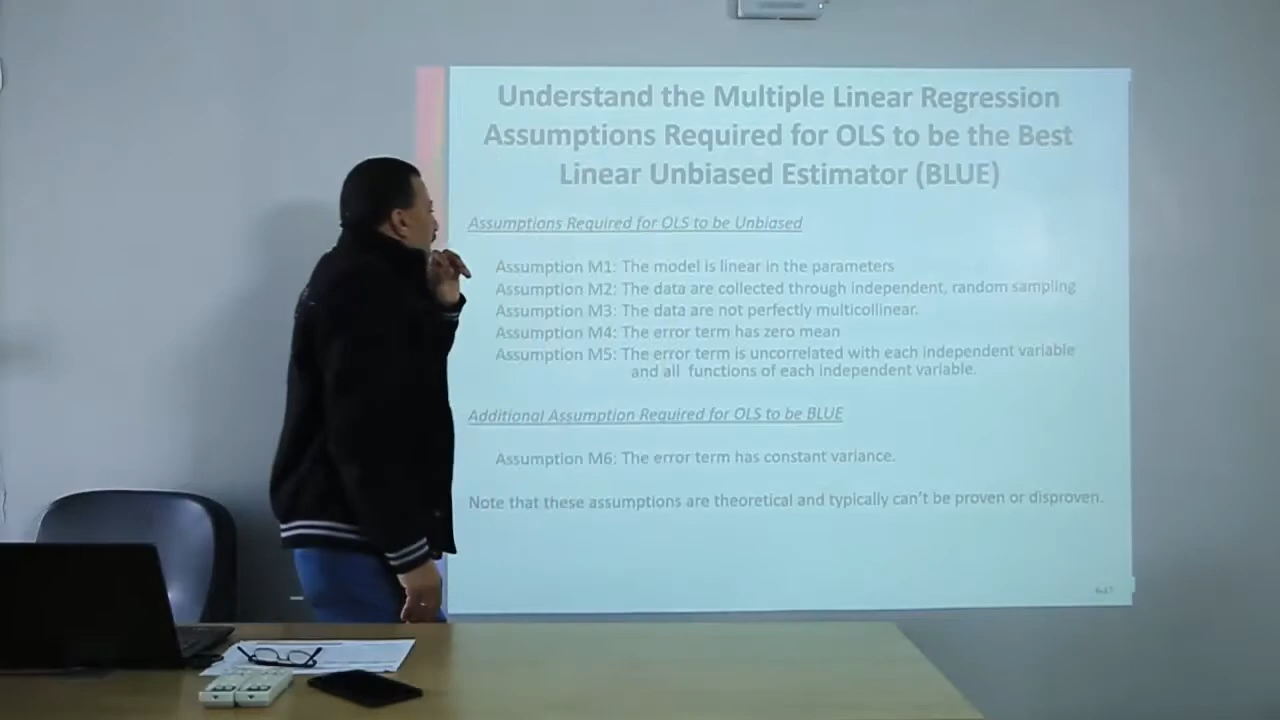 Understand the Multiple Linear Regression
Assumptions Required for OLS to be the Best
Linear Unbiased Estimator (BLUE)
Assumptions Required for OLS to be Unbiased
Assumption M1: The model is linear in the parameters
Assumption M2: The data are collected through independent, random sampling
Assumption M3: The data are not perfectly multicollinear.
Assumption M4: The error term has zero mean
Assumption M5: The error term is uncorrelated with each independent variable
and all functions of each independent variable.
Additional Assumption Required for OLS to be BLUE
Assumption M6: The error term has constant variance.
Note that these assumptions are theoretical and typically can't be proven or disproven.